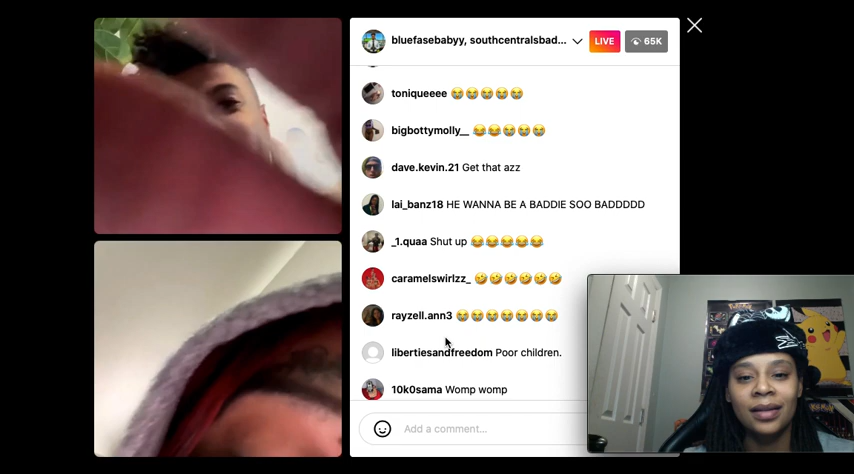 bluefasebabyy, southcentralsbad... LIVE 65K
toniqueeee 😭😭😭😭😭
bigbottymolly__ 😂😂😭😭😭
dave.kevin.21 Get that azz
lai_banz18 HE WANNA BE A BADDIE SOO BADDDDD
_1.quaa Shut up 😂😂😂😂😂
caramelswirlzz_ 🤣🤣🤣🤣🤣🤣
rayzell.ann3 😭😭😭😭😭😭😭
libertiesandfreedom Poor children.
10k0sama Womp womp
Add a comment...